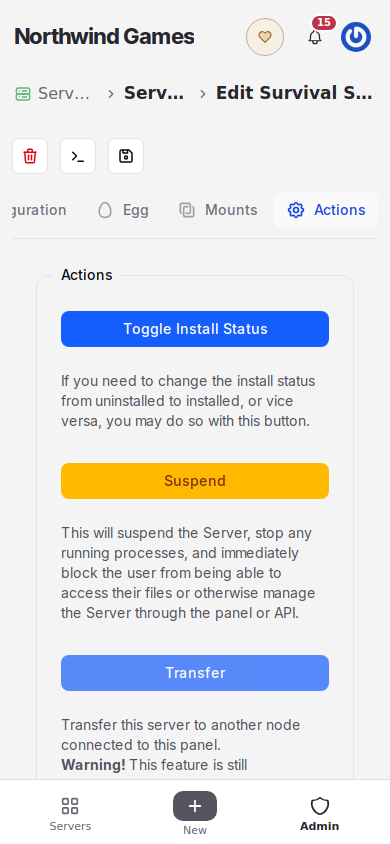 Northwind Games
15
Serv... > Serv... > Edit Survival S...
guration
Egg
Mounts
Actions
Actions
Toggle Install Status
If you need to change the install status
from uninstalled to installed, or vice
versa, you may do so with this button.
Suspend
This will suspend the Server, stop any
running processes, and immediately
block the user from being able to
access their files or otherwise manage
the Server through the panel or API.
Transfer
Transfer this server to another node
connected to this panel.
Warning! This feature is still
Servers
New
Admin